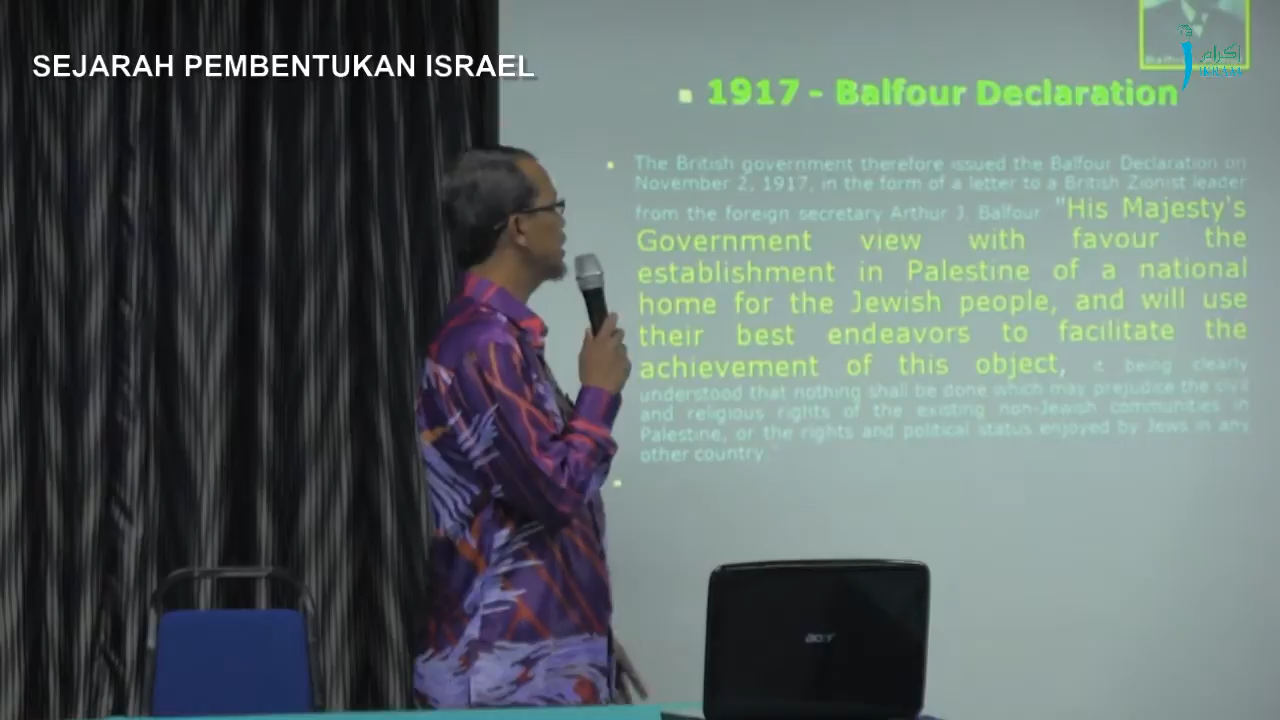 SEJARAH PEMBENTUKAN ISRAEL
إكرام
IKRAM
1917 - Balfour Declaration
The British government therefore issued the Balfour Declaration on
November 2, 1917, in the form of a letter to a British Zionist leader
from the foreign secretary Arthur J. Balfour "His Majesty's
Government view with favour the
establishment in Palestine of a national
home for the Jewish people, and will use
their best endeavors to facilitate the
achievement of this object, it being clearly
understood that nothing shall be done which may prejudice the civil
and religious rights of the existing non-Jewish communities in
Palestine, or the rights and political status enjoyed by Jews in any
other country."
acer